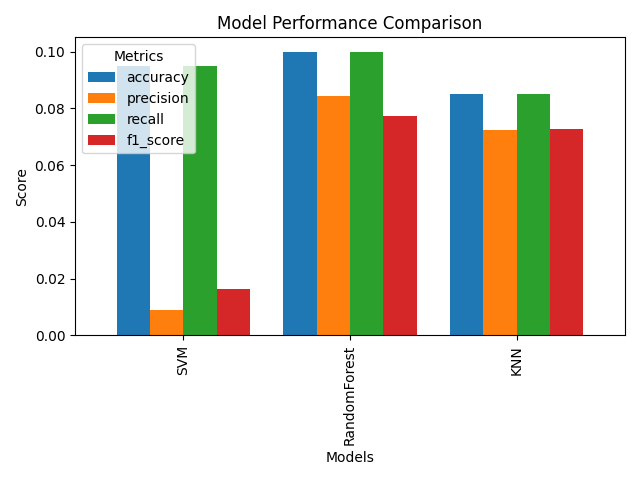 Model Performance Comparison
Metrics
accuracy
precision
recall
f1_score
Score
0.10
0.08
0.06
0.04
0.02
0.00
SVM
RandomForest
KNN
Models